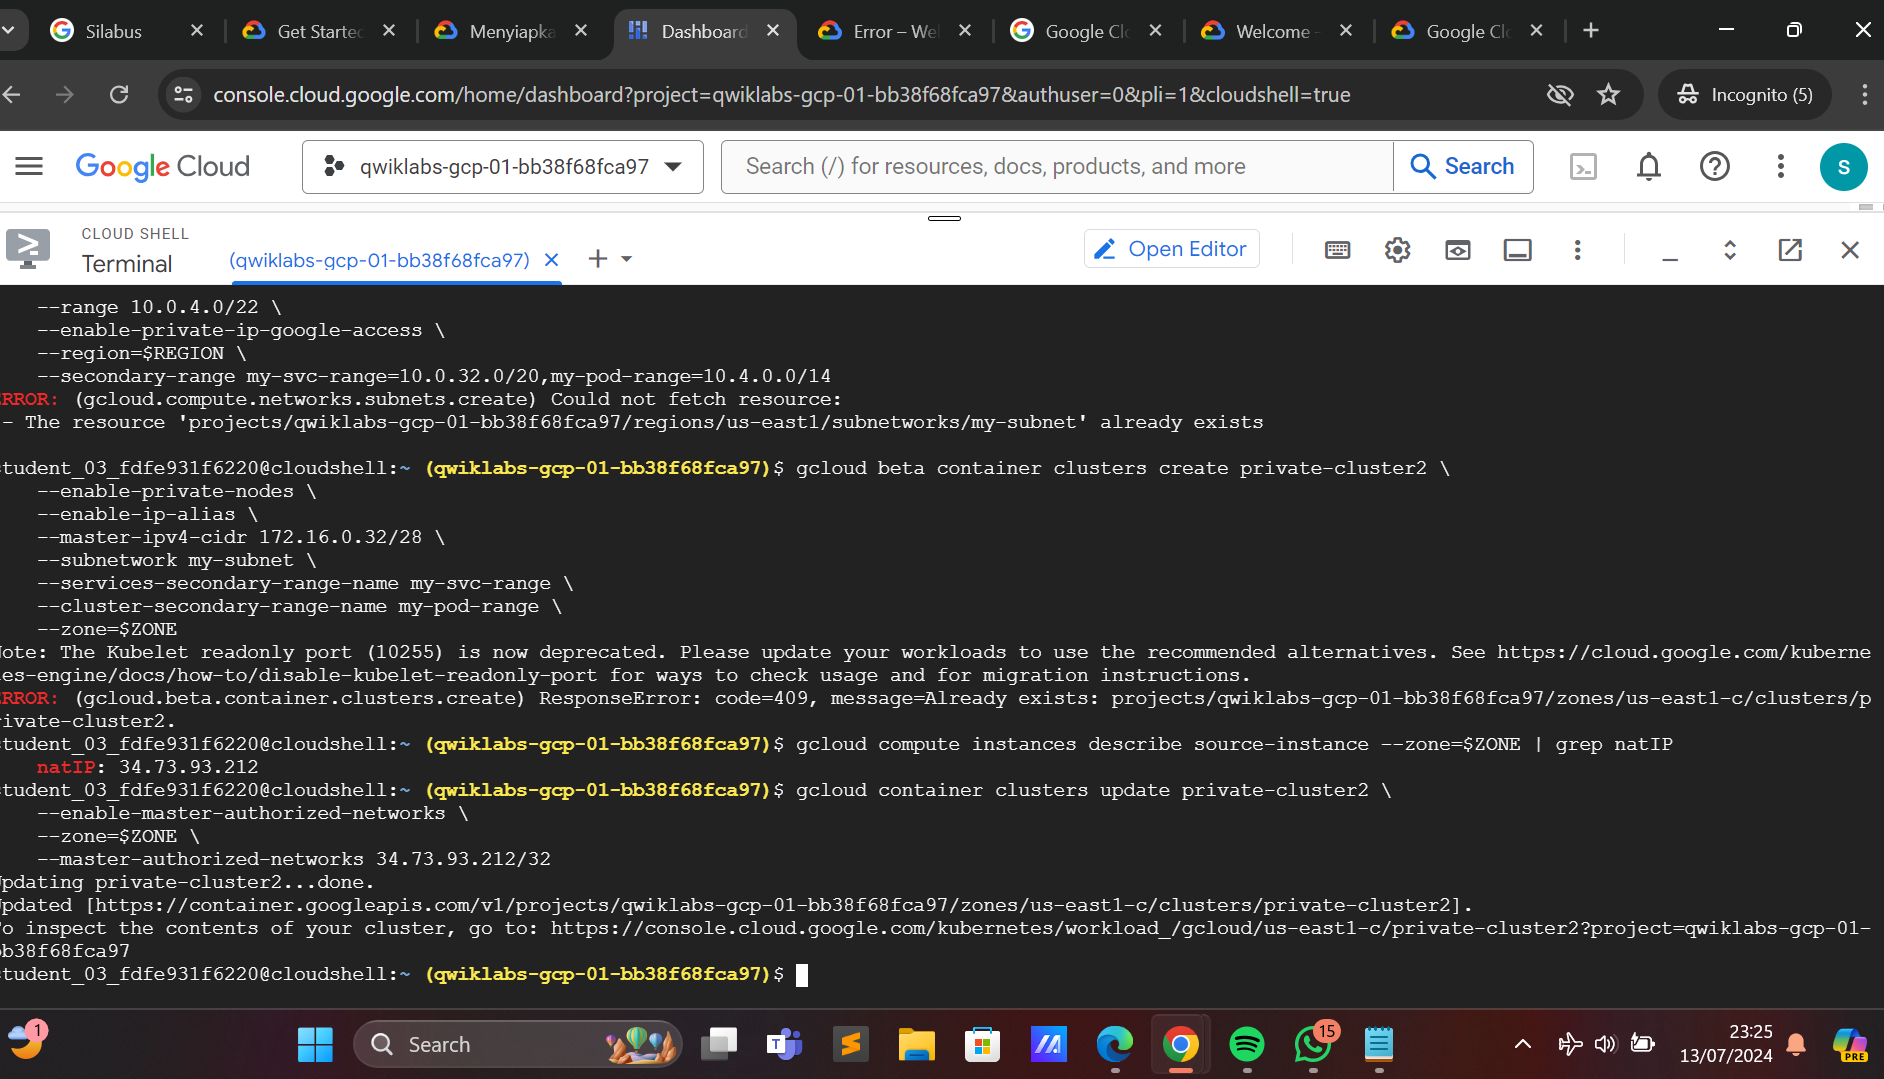 Silabus
Get Started
Menyiapka
Dashboard
Error – We
Google Clo
Welcome -
Google Clo
console.cloud.google.com/home/dashboard?project=qwiklabs-gcp-01-bb38f68fca97&authuser=0&pli=1&cloudshell=true
Incognito (5)
Google Cloud
qwiklabs-gcp-01-bb38f68fca97
Search (/) for resources, docs, products, and more
Search
S
CLOUD SHELL
Terminal
(qwiklabs-gcp-01-bb38f68fca97)
Open Editor
--range 10.0.4.0/22 \
--enable-private-ip-google-access \
--region=$REGION \
--secondary-range my-svc-range=10.0.32.0/20,my-pod-range=10.4.0.0/14
RROR: (gcloud.compute.networks.subnets.create) Could not fetch resource:
- The resource 'projects/qwiklabs-gcp-01-bb38f68fca97/regions/us-east1/subnetworks/my-subnet' already exists
tudent_03_fdfe931f6220@cloudshell:~ (qwiklabs-gcp-01-bb38f68fca97)$ gcloud beta container clusters create private-cluster2 \
--enable-private-nodes \
--enable-ip-alias \
--master-ipv4-cidr 172.16.0.32/28 \
--subnetwork my-subnet \
--services-secondary-range-name my-svc-range \
--cluster-secondary-range-name my-pod-range \
--zone=$ZONE
ote: The Kubelet readonly port (10255) is now deprecated. Please update your workloads to use the recommended alternatives. See https://cloud.google.com/kuberne
es-engine/docs/how-to/disable-kubelet-readonly-port for ways to check usage and for migration instructions.
RROR: (gcloud.beta.container.clusters.create) ResponseError: code=409, message=Already exists: projects/qwiklabs-gcp-01-bb38f68fca97/zones/us-east1-c/clusters/p
rivate-cluster2.
tudent_03_fdfe931f6220@cloudshell:~ (qwiklabs-gcp-01-bb38f68fca97)$ gcloud compute instances describe source-instance --zone=$ZONE | grep natIP
natIP: 34.73.93.212
tudent_03_fdfe931f6220@cloudshell:~ (qwiklabs-gcp-01-bb38f68fca97)$ gcloud container clusters update private-cluster2 \
--enable-master-authorized-networks \
--zone=$ZONE \
--master-authorized-networks 34.73.93.212/32
pdating private-cluster2...done.
pdated [https://container.googleapis.com/v1/projects/qwiklabs-gcp-01-bb38f68fca97/zones/us-east1-c/clusters/private-cluster2].
o inspect the contents of your cluster, go to: https://console.cloud.google.com/kubernetes/workload_/gcloud/us-east1-c/private-cluster2?project=qwiklabs-gcp-01-
bb38f68fca97
tudent_03_fdfe931f6220@cloudshell:~ (qwiklabs-gcp-01-bb38f68fca97)$
1
Search
15
23:25
13/07/2024
PRE